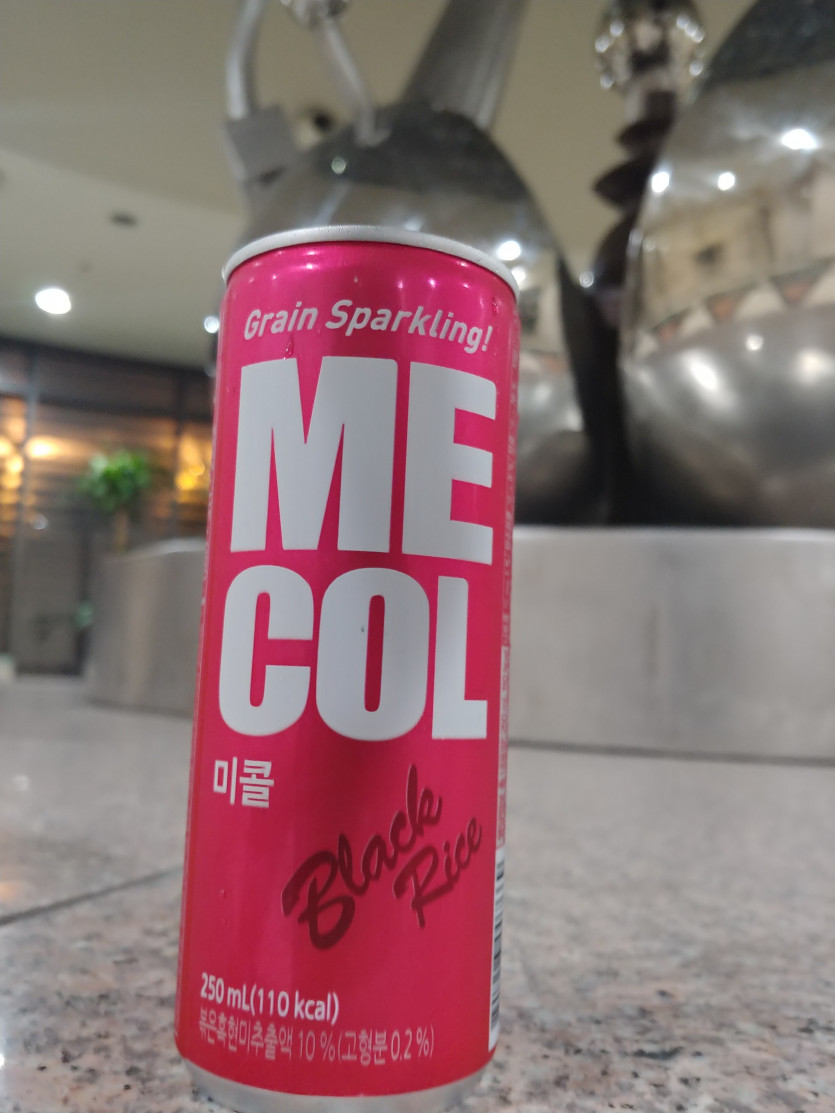 Grain Sparkling!
ME
COL
미콜
Black
Rice
250 mL(110 kcal)
볶은흑현미추출액 10 %(고형분 0.2 %)